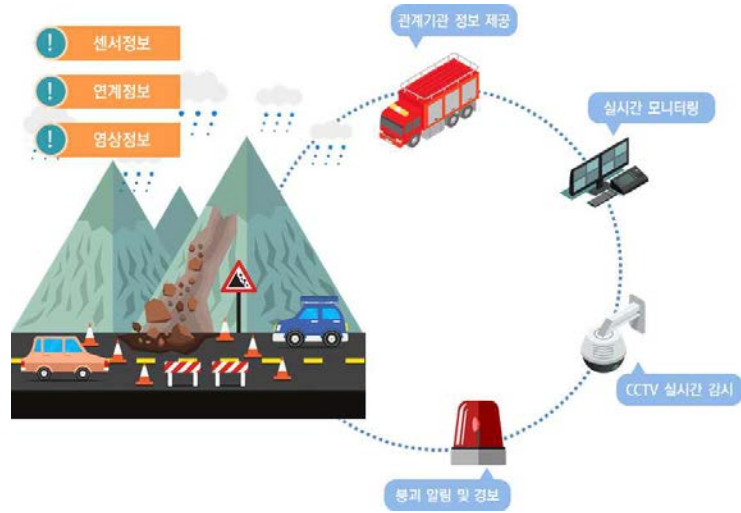 센서정보
연계정보
영상정보
관계기관 정보 제공
실시간 모니터링
CCTV 실시간 감시
붕괴 알림 및 경보